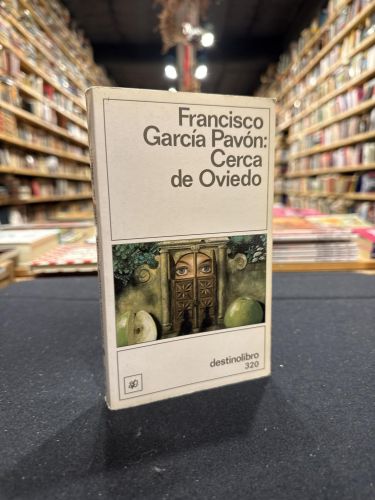 Francisco
García Pavón:
Cerca
de Oviedo
destinolibro
320